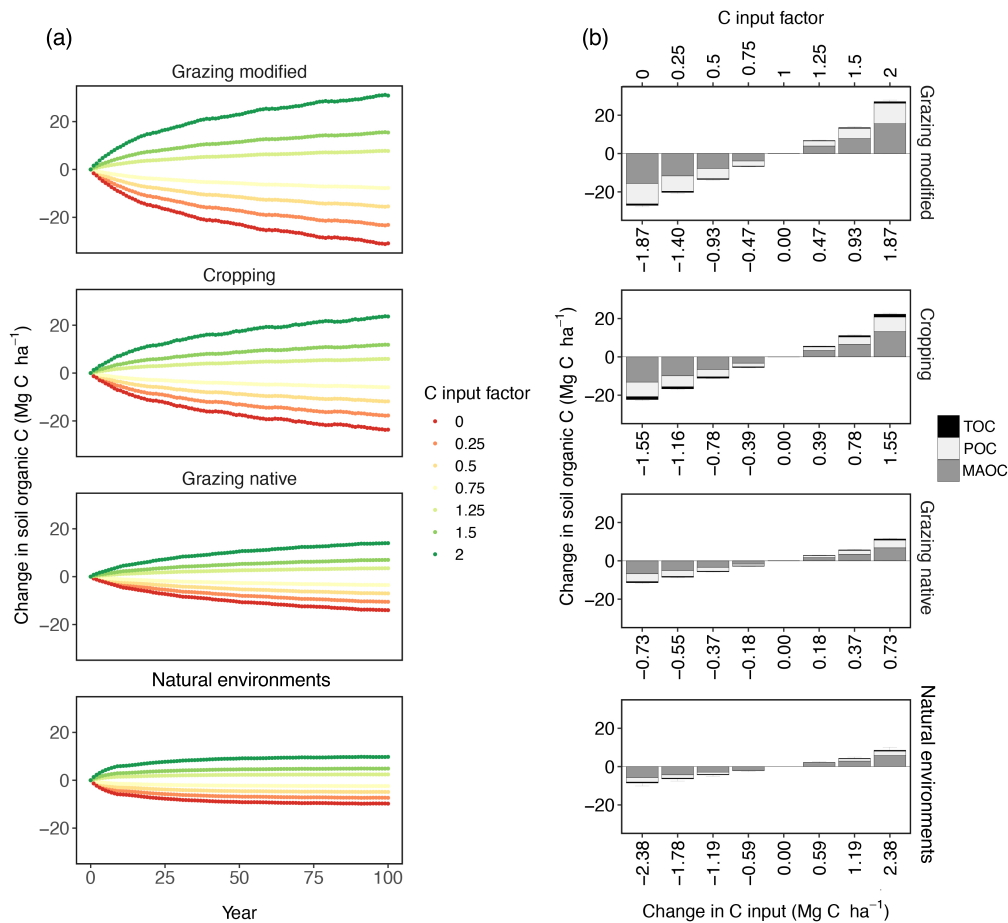 (a)
Grazing modified
20
0
−20
Cropping
20
0
−20
Grazing native
20
0
−20
Natural environments
20
0
−20
0 25 50 75 100
Year
Change in soil organic C (Mg C ha⁻¹)
C input factor
0
0.25
0.5
0.75
1.25
1.5
2
(b)
C input factor
0 0.25 0.5 0.75 1 1.25 1.5 2
20
0
−20
Grazing modified
−1.87 −1.40 −0.93 −0.47 0.00 0.47 0.93 1.87
20
0
−20
Cropping
−1.55 −1.16 −0.78 −0.39 0.00 0.39 0.78 1.55
20
0
−20
Grazing native
−0.73 −0.55 −0.37 −0.18 0.00 0.18 0.37 0.73
20
0
−20
Natural environments
−2.38 −1.78 −1.19 −0.59 0.00 0.59 1.19 2.38
Change in C input (Mg C ha⁻¹)
Change in soil organic C (Mg C ha⁻¹)
TOC
POC
MAOC